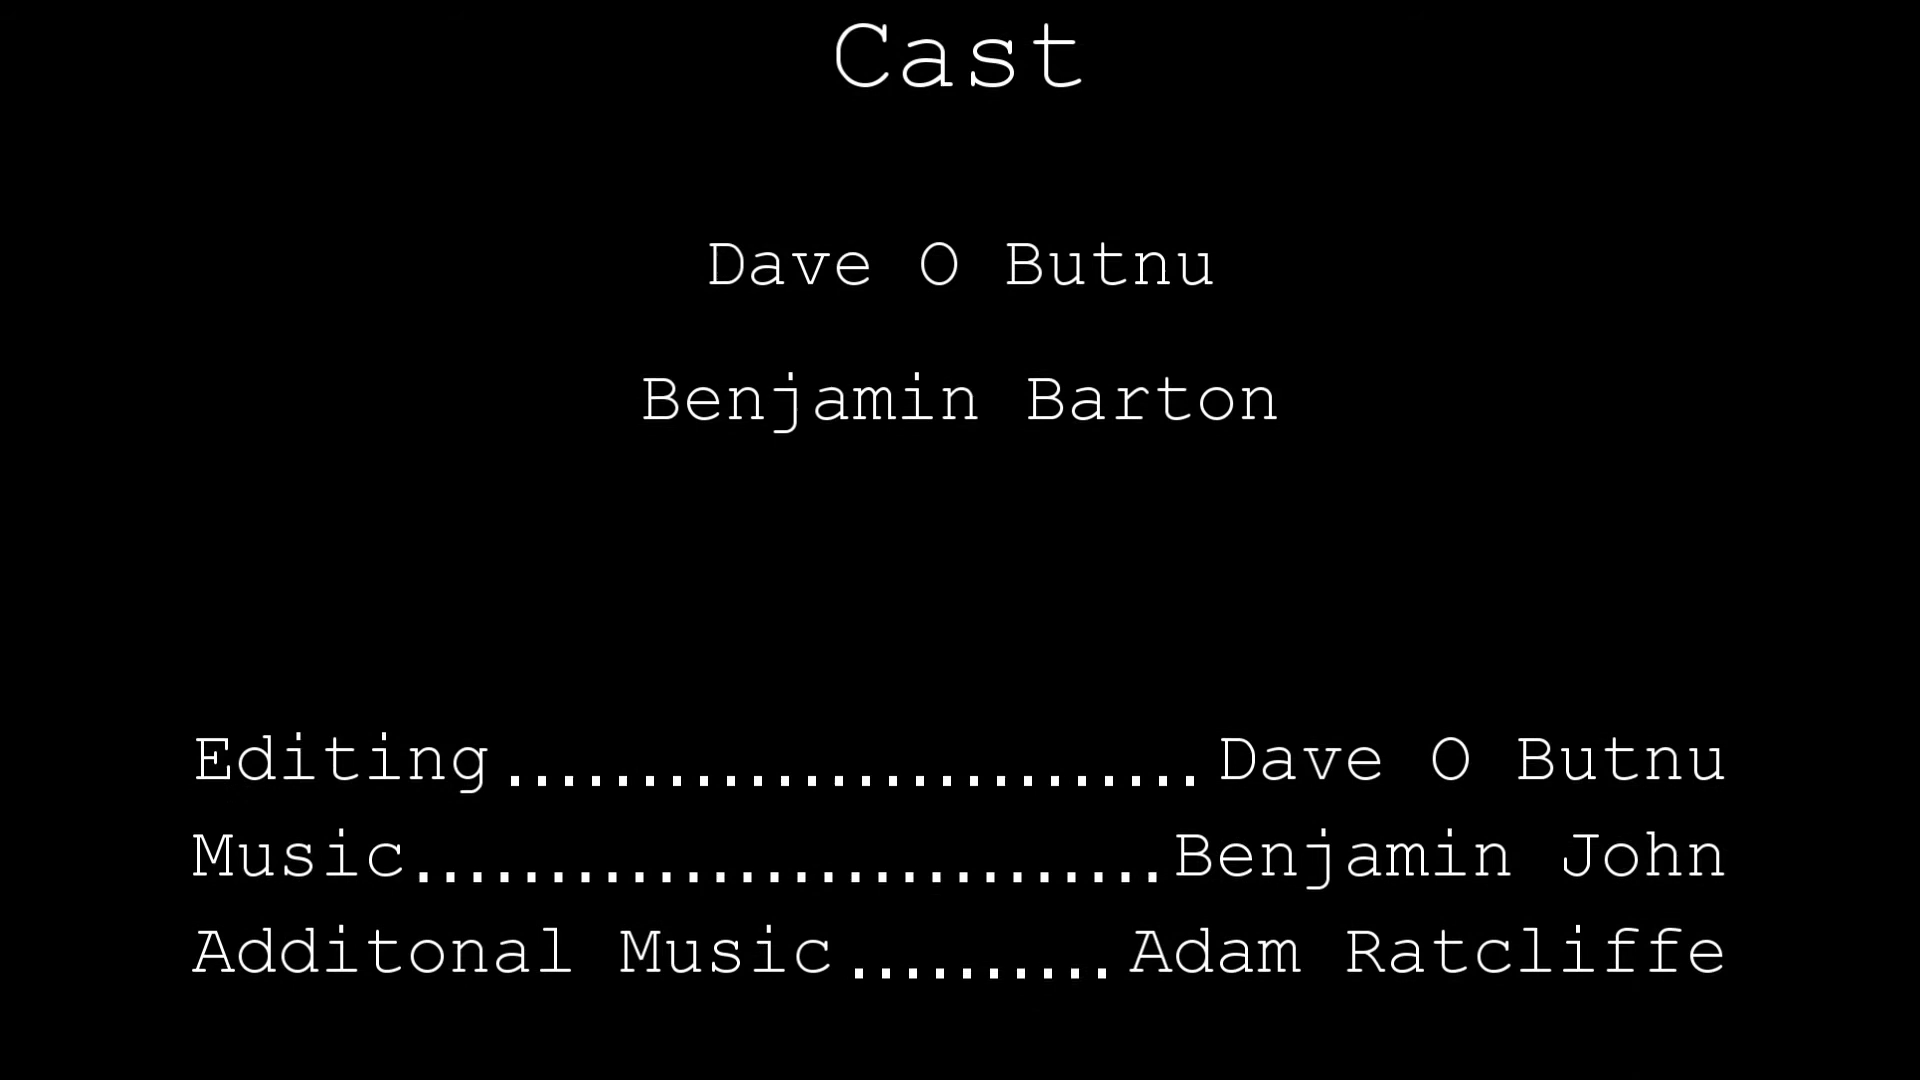 Cast
Dave O Butnu
Benjamin Barton
Editing..........................Dave O Butnu
Music............................Benjamin John
Additonal Music..........Adam Ratcliffe